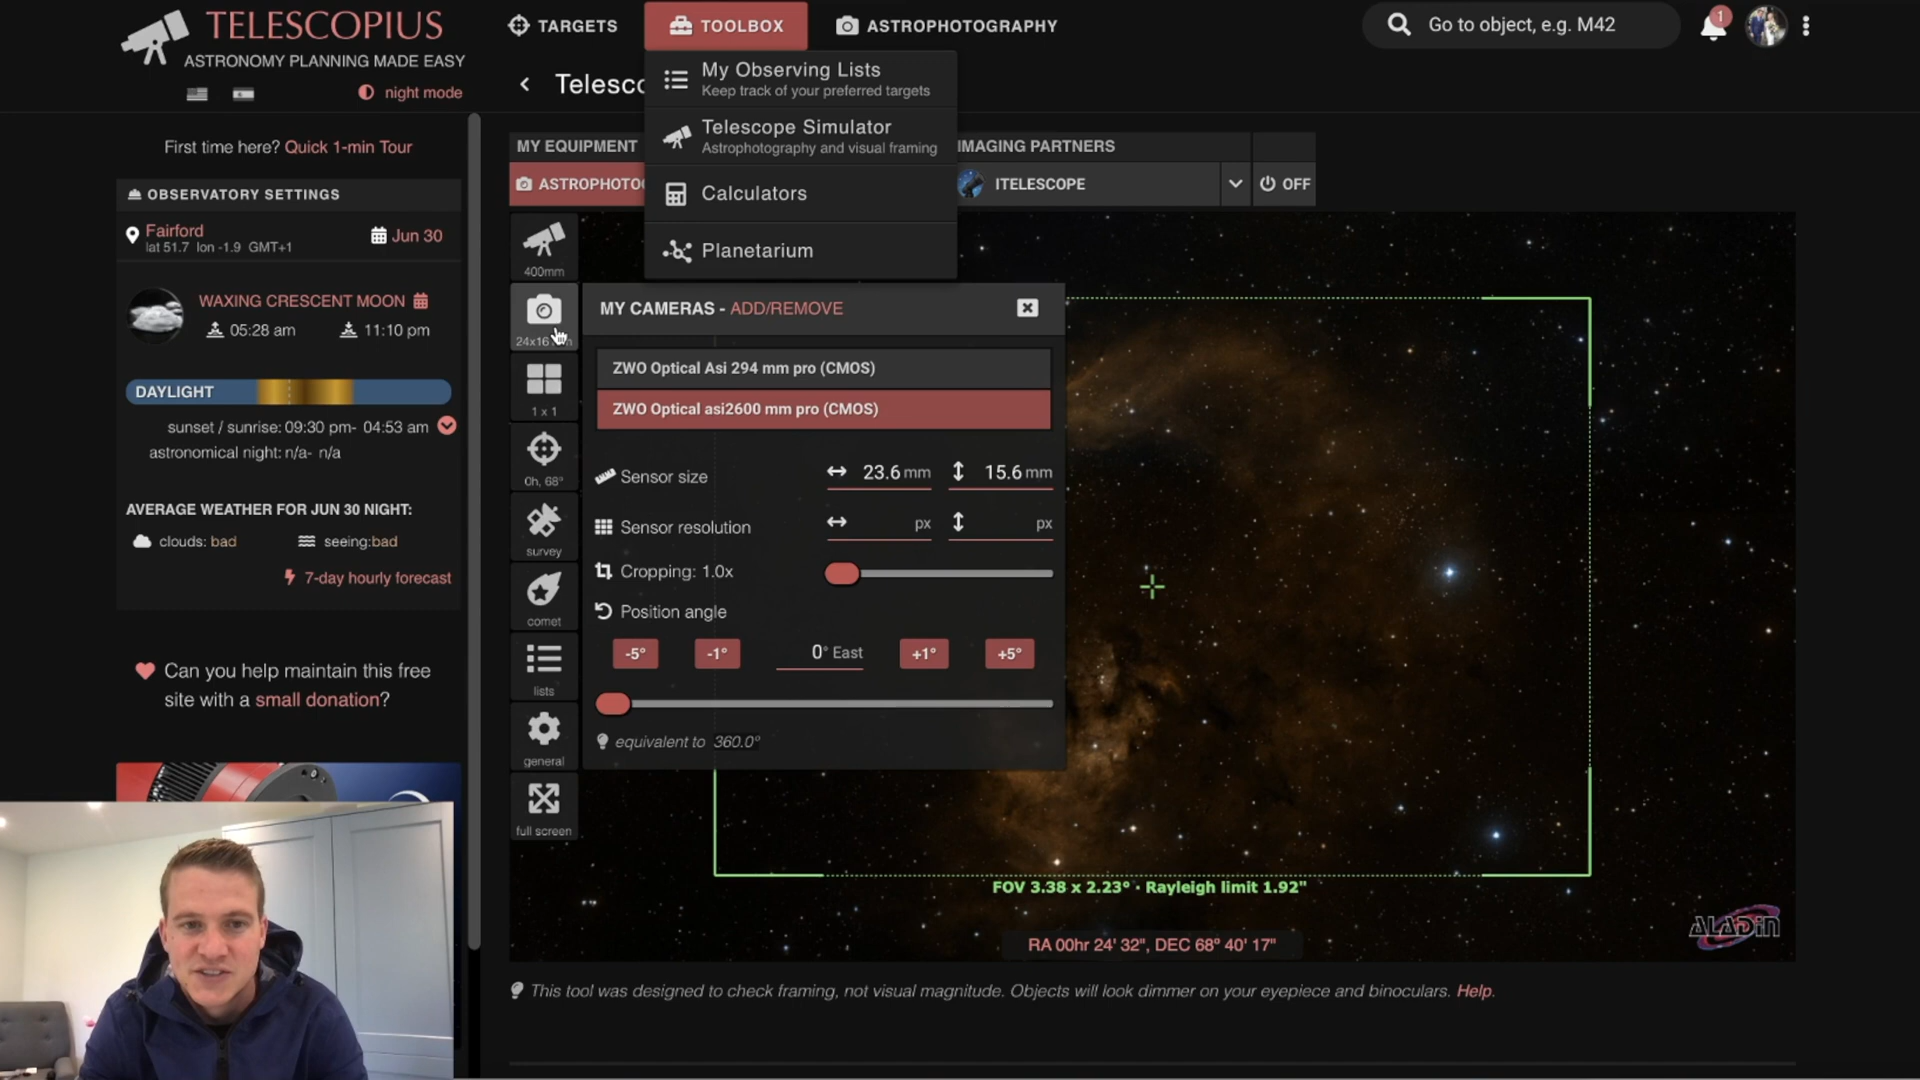 TELESCOPIUS
ASTRONOMY PLANNING MADE EASY
night mode
TARGETS
TOOLBOX
ASTROPHOTOGRAPHY
Go to object, e.g. M42
1
Telesco
My Observing Lists
Keep track of your preferred targets
Telescope Simulator
Astrophotography and visual framing
Calculators
Planetarium
First time here? Quick 1-min Tour
OBSERVATORY SETTINGS
Fairford
lat 51.7 lon -1.9 GMT+1
Jun 30
WAXING CRESCENT MOON
05:28 am
11:10 pm
DAYLIGHT
sunset / sunrise: 09:30 pm- 04:53 am
astronomical night: n/a- n/a
AVERAGE WEATHER FOR JUN 30 NIGHT:
clouds: bad
seeing:bad
7-day hourly forecast
Can you help maintain this free
site with a small donation?
MY EQUIPMENT
IMAGING PARTNERS
ASTROPHOTO
ITELESCOPE
OFF
400mm
24x16
1 x 1
0h, 68°
survey
comet
lists
general
full screen
MY CAMERAS - ADD/REMOVE
ZWO Optical Asi 294 mm pro (CMOS)
ZWO Optical asi2600 mm pro (CMOS)
Sensor size
23.6 mm
15.6 mm
Sensor resolution
px
px
Cropping: 1.0x
Position angle
-5°
-1°
0° East
+1°
+5°
equivalent to 360.0°
FOV 3.38 x 2.23° · Rayleigh limit 1.92"
RA 00hr 24' 32", DEC 68º 40' 17"
ALADiN
This tool was designed to check framing, not visual magnitude. Objects will look dimmer on your eyepiece and binoculars. Help.